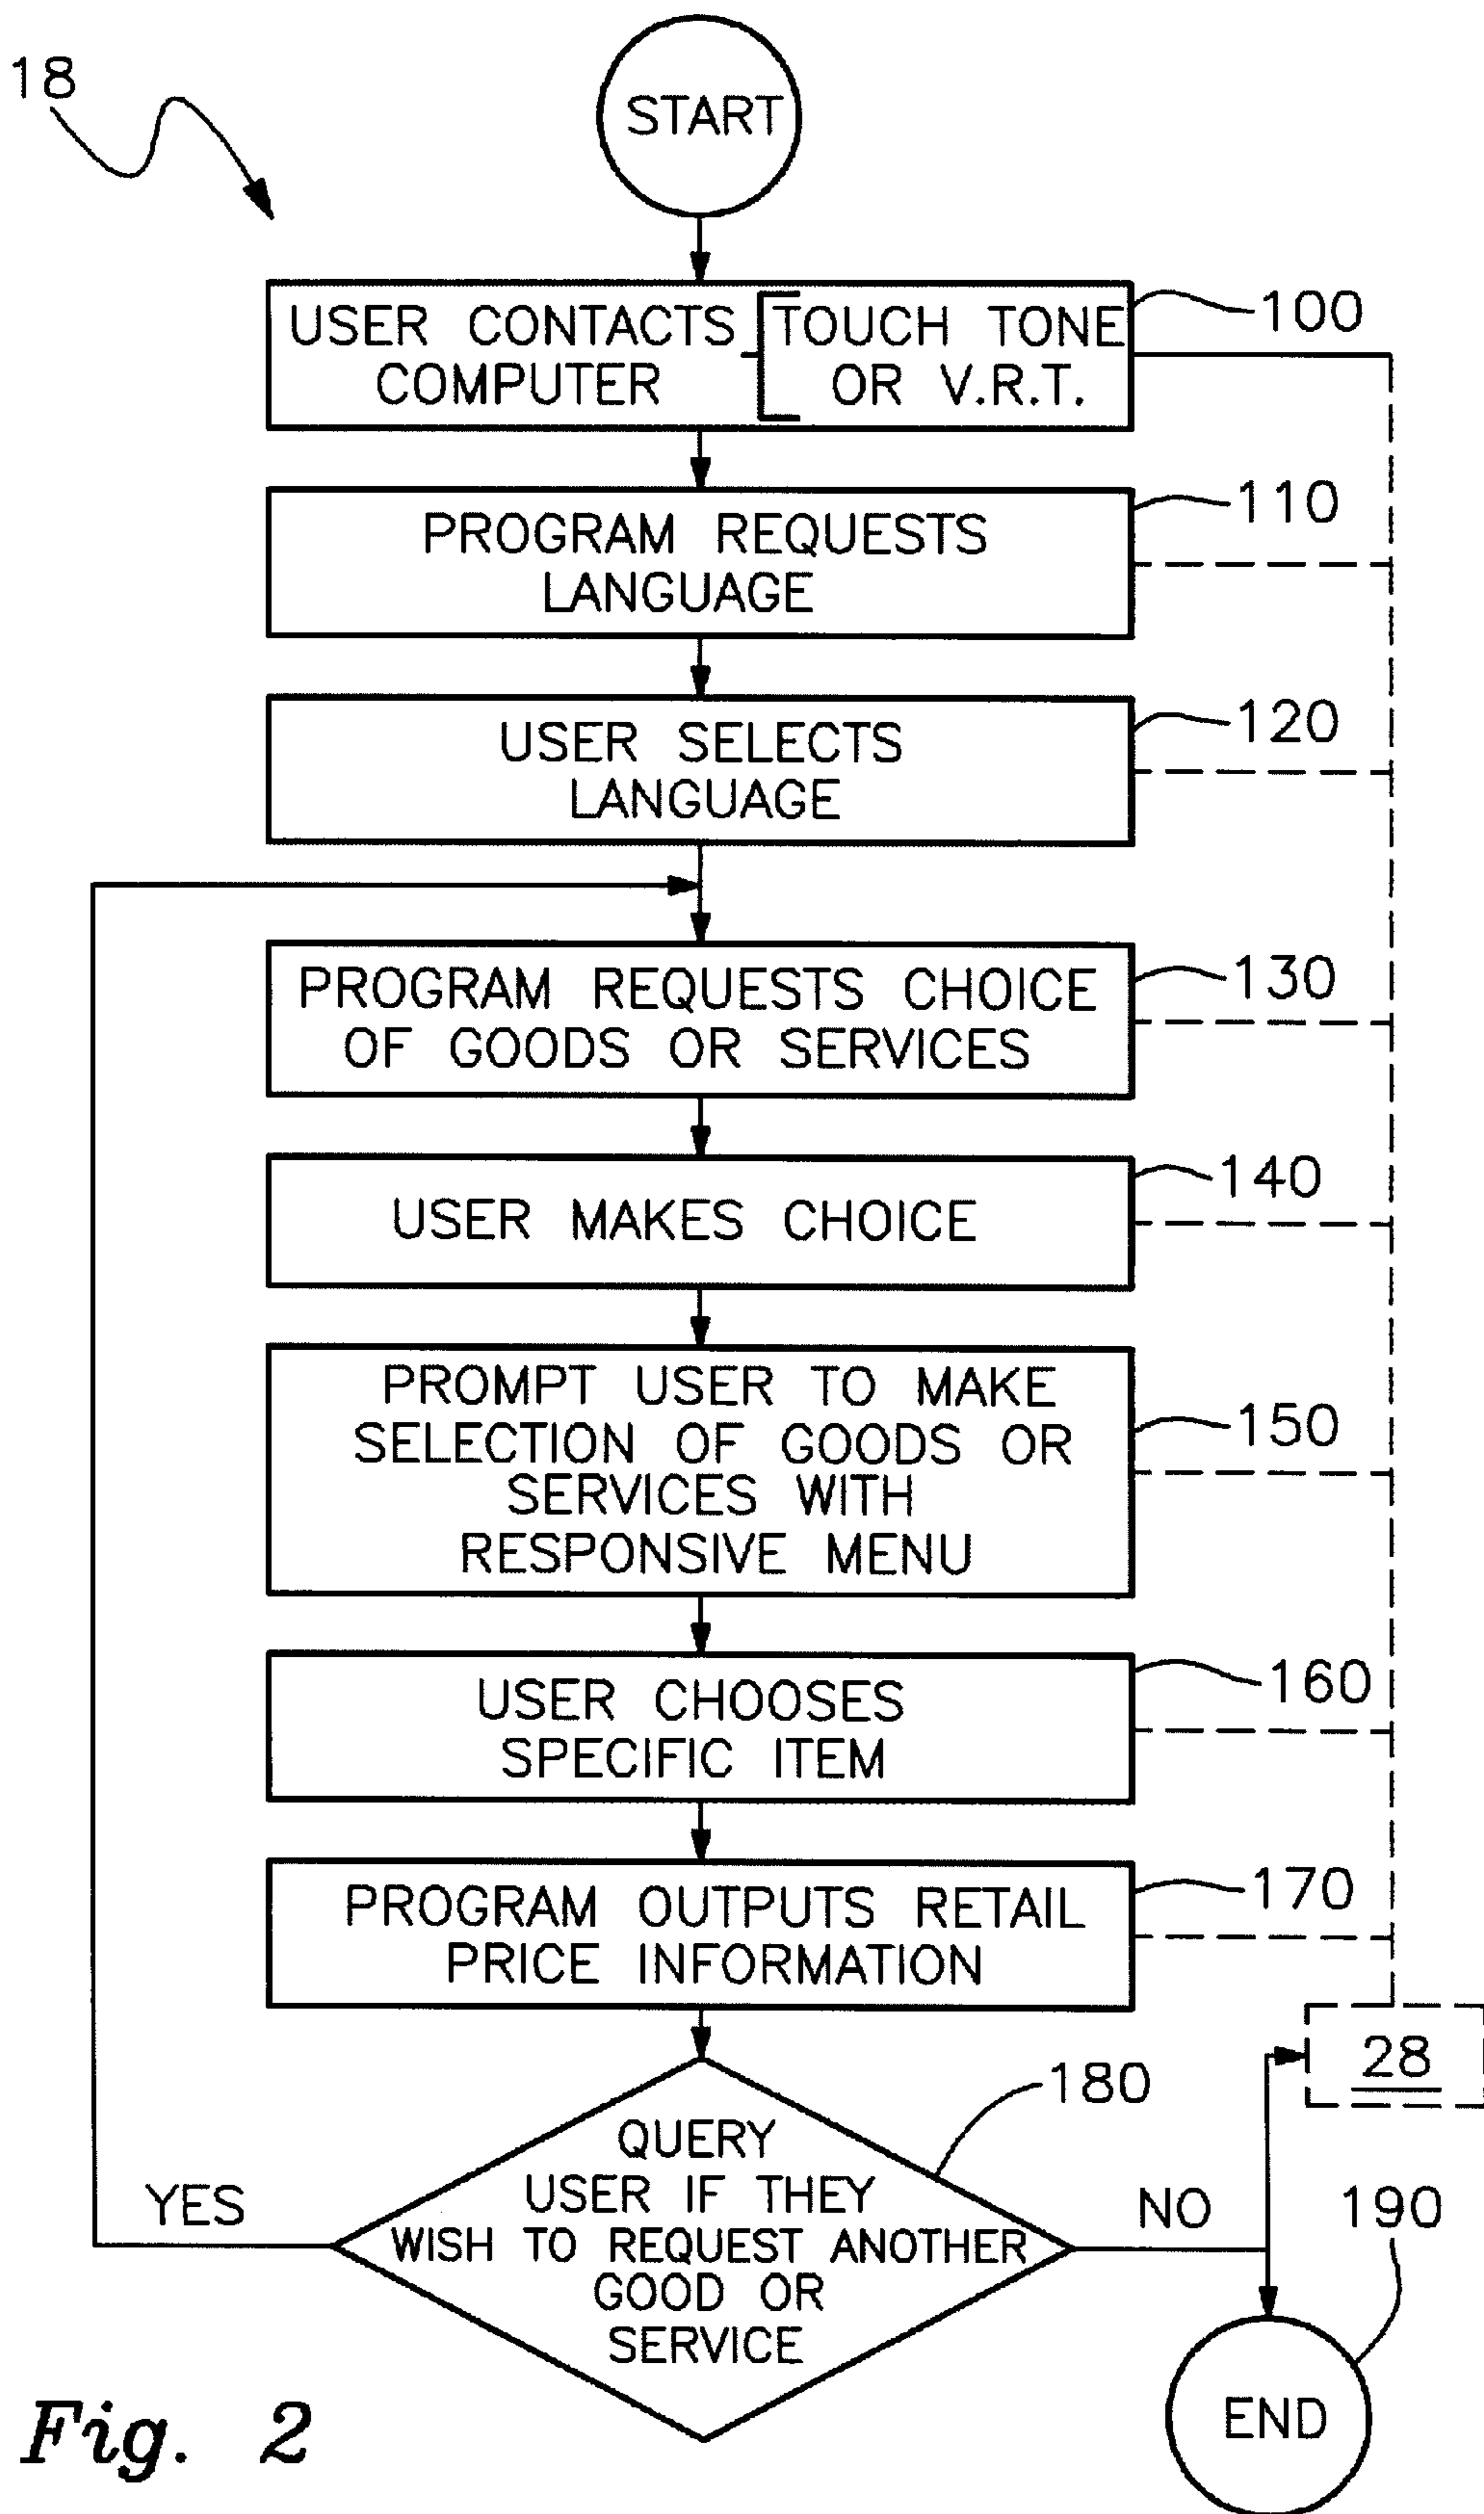 18
START
USER CONTACTS
COMPUTER
TOUCH TONE
OR V.R.T.
100
PROGRAM REQUESTS
LANGUAGE
110
USER SELECTS
LANGUAGE
120
PROGRAM REQUESTS CHOICE
OF GOODS OR SERVICES
130
USER MAKES CHOICE
140
PROMPT USER TO MAKE
SELECTION OF GOODS OR
SERVICES WITH
RESPONSIVE MENU
150
USER CHOOSES
SPECIFIC ITEM
160
PROGRAM OUTPUTS RETAIL
PRICE INFORMATION
170
28
180
QUERY
USER IF THEY
WISH TO REQUEST ANOTHER
GOOD OR
SERVICE
YES
NO
190
END
Fig. 2